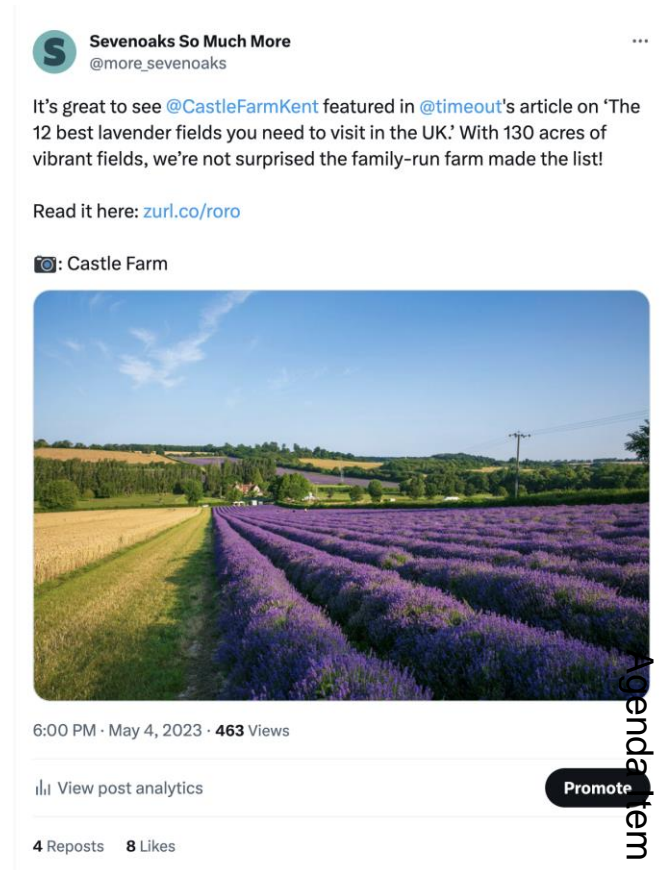 Sevenoaks So Much More
@more_sevenoaks
It's great to see @CastleFarmKent featured in @timeout's article on ‘The
12 best lavender fields you need to visit in the UK.’ With 130 acres of
vibrant fields, we’re not surprised the family-run farm made the list!
Read it here: zurl.co/roro
📷: Castle Farm
6:00 PM · May 4, 2023 · 463 Views
View post analytics
Promote
4 Reposts 8 Likes
Agenda Item